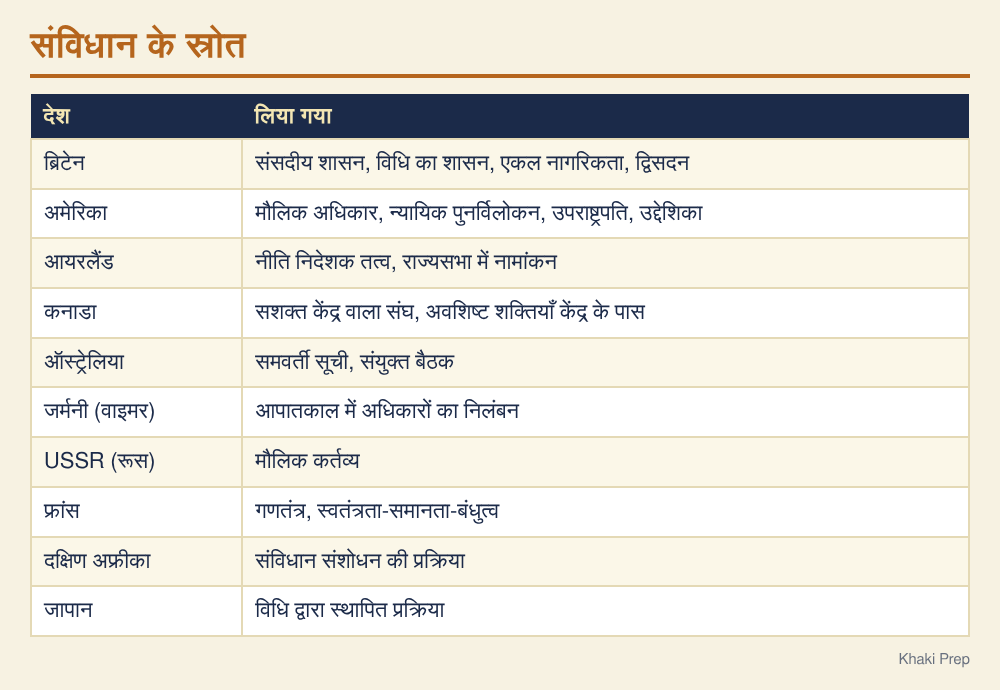 संविधान के स्रोत
देश लिया गया
ब्रिटेन संसदीय शासन, विधि का शासन, एकल नागरिकता, द्विसदन
अमेरिका मौलिक अधिकार, न्यायिक पुनर्विलोकन, उपराष्ट्रपति, उद्देशिका
आयरलैंड नीति निदेशक तत्व, राज्यसभा में नामांकन
कनाडा सशक्त केंद्र वाला संघ, अवशिष्ट शक्तियाँ केंद्र के पास
ऑस्ट्रेलिया समवर्ती सूची, संयुक्त बैठक
जर्मनी (वाइमर) आपातकाल में अधिकारों का निलंबन
USSR (रूस) मौलिक कर्तव्य
फ्रांस गणतंत्र, स्वतंत्रता-समानता-बंधुत्व
दक्षिण अफ्रीका संविधान संशोधन की प्रक्रिया
जापान विधि द्वारा स्थापित प्रक्रिया
Khaki Prep